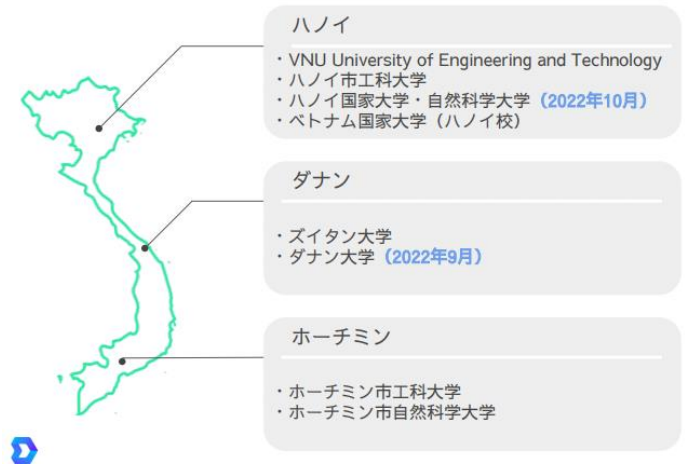 ハノイ
・VNU University of Engineering and Technology
・ハノイ市工科大学
・ハノイ国家大学・自然科学大学（2022年10月）
・ベトナム国家大学（ハノイ校）
ダナン
・ズイタン大学
・ダナン大学（2022年9月）
ホーチミン
・ホーチミン市工科大学
・ホーチミン市自然科学大学